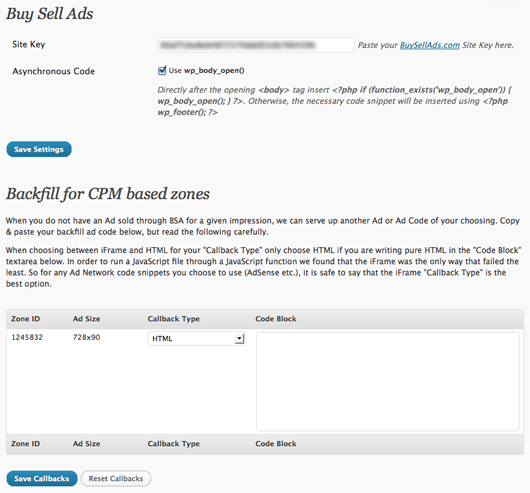 Buy Sell Ads
Site Key
Paste your BuySellAds.com Site Key here.
Asynchronous Code
Use wp_body_open()
Directly after the opening <body> tag insert <?php if (function_exists('wp_body_open')) {
wp_body_open(); } ?>. Otherwise, the necessary code snippet will be inserted using <?php
wp_footer(); ?>
Save Settings
Backfill for CPM based zones
When you do not have an Ad sold through BSA for a given impression, we can serve up another Ad or Ad Code of your choosing. Copy
& paste your backfill ad code below, but read the following carefully.
When choosing between iFrame and HTML for your "Callback Type" only choose HTML if you are writing pure HTML in the "Code Block"
textarea below. In order to run a JavaScript file through a JavaScript function we found that the iFrame was the only way that failed the
least. So for any Ad Network code snippets you choose to use (AdSense etc.), it is safe to say that the iFrame "Callback Type" is the
best option.
Zone ID Ad Size Callback Type Code Block
1245832 728x90 HTML
Zone ID Ad Size Callback Type Code Block
Save Callbacks Reset Callbacks